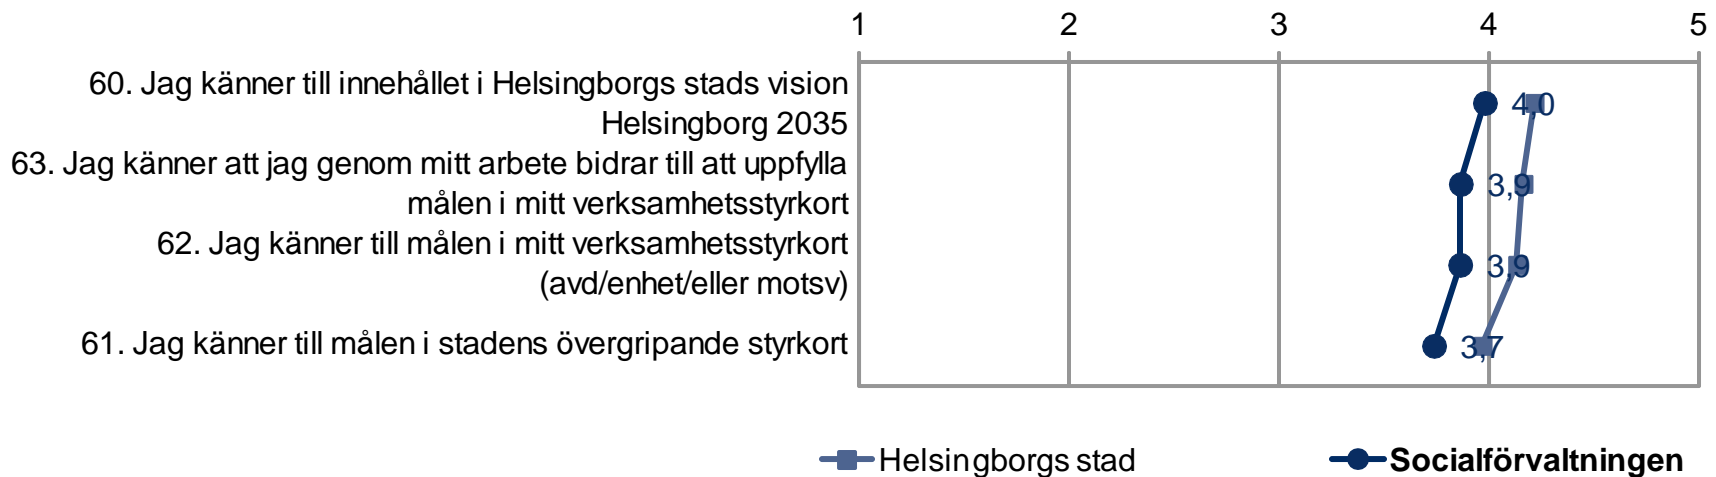 1 2 3 4 5
60. Jag känner till innehållet i Helsingborgs stads vision
Helsingborg 2035
4,0
63. Jag känner att jag genom mitt arbete bidrar till att uppfylla
målen i mitt verksamhetsstyrkort
3,9
62. Jag känner till målen i mitt verksamhetsstyrkort
(avd/enhet/eller motsv)
3,9
61. Jag känner till målen i stadens övergripande styrkort
3,7
Helsingborgs stad
Socialförvaltningen